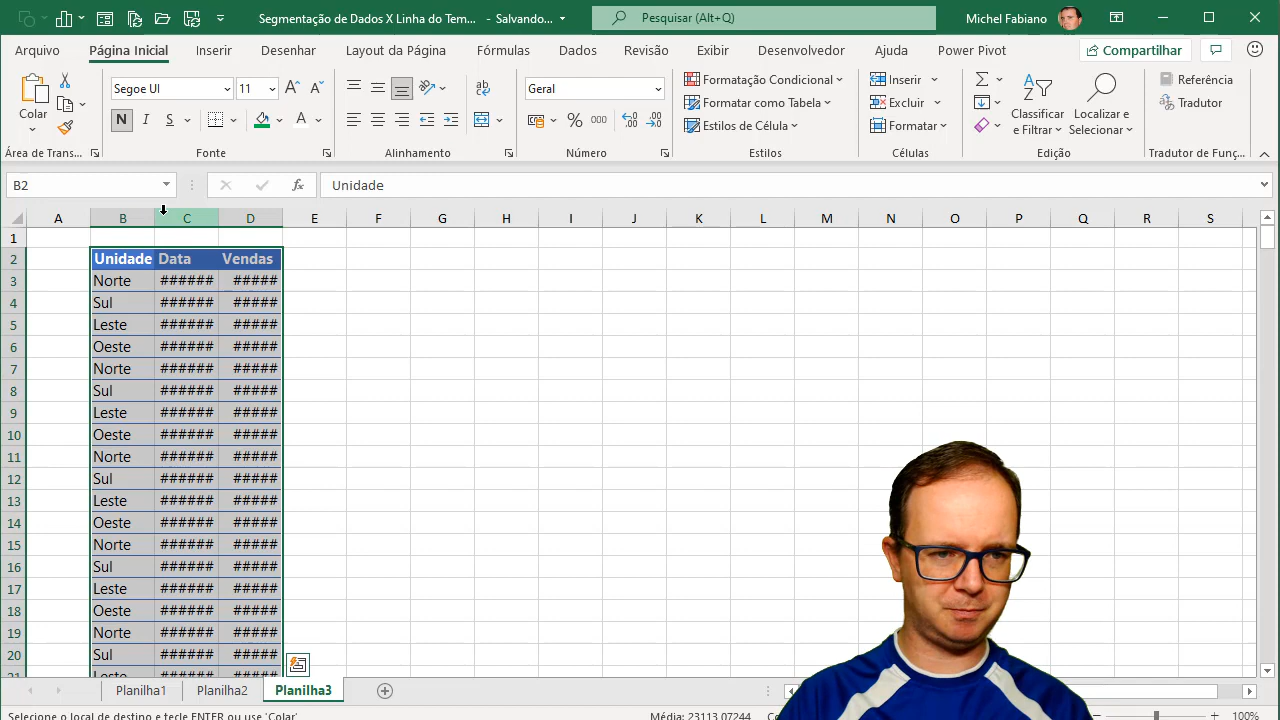 Segmentação de Dados X Linha do Tem... - Salvando...
Pesquisar (Alt+Q)
Michel Fabiano
Arquivo Página Inicial Inserir Desenhar Layout da Página Fórmulas Dados Revisão Exibir Desenvolvedor Ajuda Power Pivot Compartilhar
Colar
Área de Trans...
Segoe UI 11
N I S
Fonte
Alinhamento
Geral
% 000
Número
Formatação Condicional
Formatar como Tabela
Estilos de Célula
Estilos
Inserir
Excluir
Formatar
Células
Classificar e Filtrar
Localizar e Selecionar
Edição
Referência
Tradutor
Tradutor de Funç...
B2 fx Unidade
A B C D E F G H I J K L M N O P Q R S
1
2 Unidade Data Vendas
3 Norte ###### #####
4 Sul ###### #####
5 Leste ###### #####
6 Oeste ###### #####
7 Norte ###### #####
8 Sul ###### #####
9 Leste ###### #####
10 Oeste ###### #####
11 Norte ###### #####
12 Sul ###### #####
13 Leste ###### #####
14 Oeste ###### #####
15 Norte ###### #####
16 Sul ###### #####
17 Leste ###### #####
18 Oeste ###### #####
19 Norte ###### #####
20 Sul ###### #####
21 Leste ###### #####
Planilha1 Planilha2 Planilha3
Selecione o local de destino e tecle ENTER ou use 'Colar' Média: 23113,07244 100%